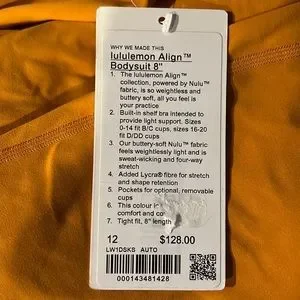 WHY WE MADE THIS
lululemon Align™
Bodysuit 8"
1. The lululemon Align™
collection, powered by Nulu™
fabric, is so weightless and
buttery soft, all you feel is
your practice
2. Built-in shelf bra intended to
provide light support. Sizes
0-14 fit B/C cups, sizes 16-20
fit D/DD cups
3. Our buttery-soft Nulu™ fabric
feels weightlessly light and is
sweat-wicking and four-way
stretch
4. Added Lycra® fibre for stretch
and shape retention
5. Pockets for optional, removable
cups
6. This colour is
comfort and
7. Tight fit, 8" length
12 $128.00
LW1DSKS AUTO
000143481428